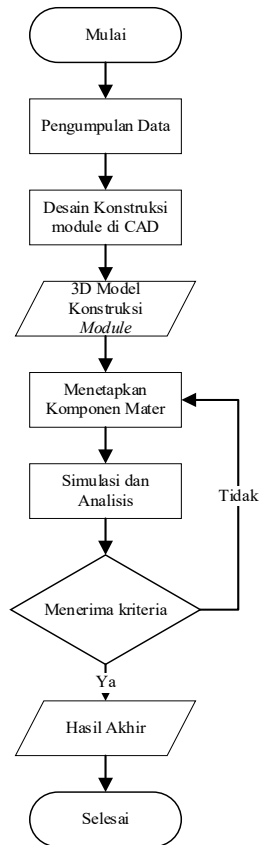 Mulai
Pengumpulan Data
Desain Konstruksi
module di CAD
3D Model
Konstruksi
Module
Menetapkan
Komponen Mater
Simulasi dan
Analisis
Tidak
Menerima kriteria
Ya
Hasil Akhir
Selesai